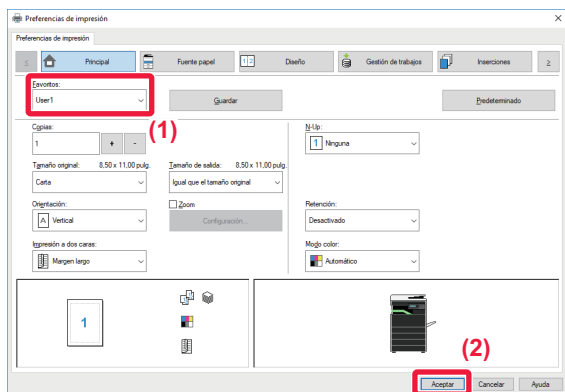 Preferencias de impresión
Preferencias de impresión
Principal
Fuente papel
1 2
Diseño
Gestión de trabajos
Inserciones
Favoritos:
User1
Guardar
Predeterminado
(1)
Copias:
1
+ -
N-Up:
1 Ninguna
Tamaño original: 8,50 x 11,00 pulg.
Tamaño de salida: 8,50 x 11,00 pulg.
Carta
Igual que el tamaño original
Orientación:
Zoom
Retención:
A Vertical
Configuración...
Desactivado
Impresión a dos caras:
Modo color:
Margen largo
Automático
1
(2)
Aceptar Cancelar Ayuda